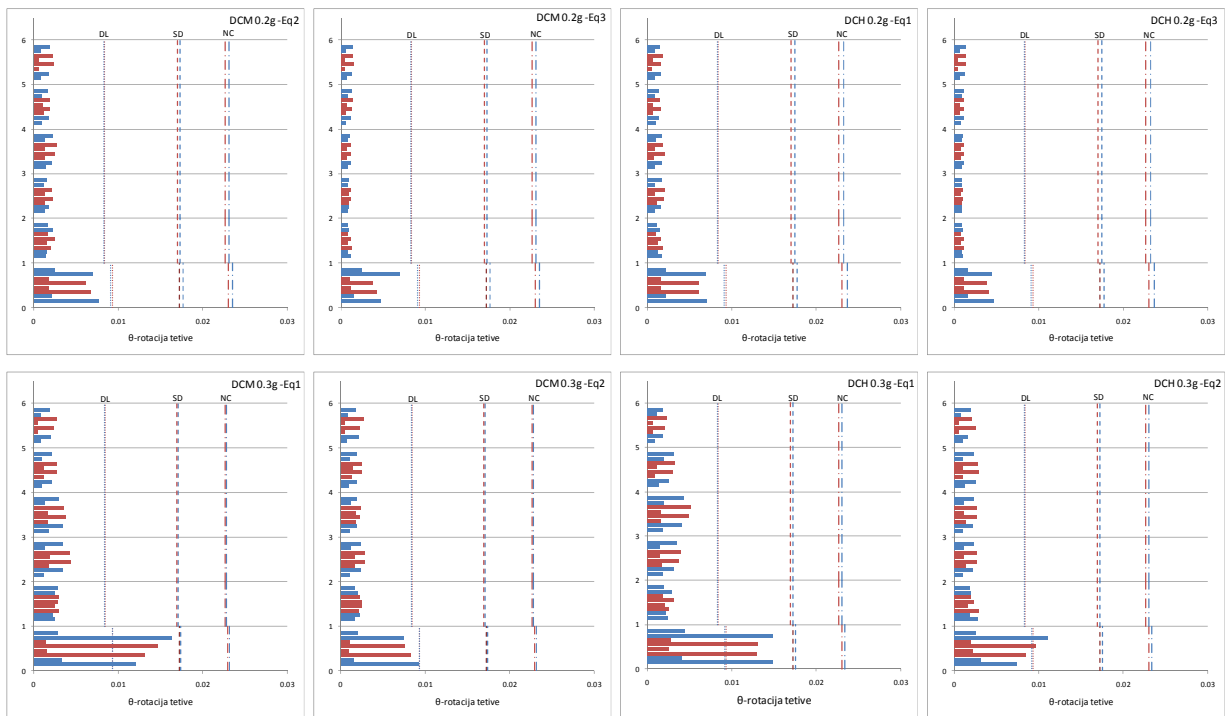 DCM 0.2g -Eq2
DL SD NC
6
5
4
3
2
1
0
0 0.01 0.02 0.03
θ-rotacija tetive
DCM 0.2g -Eq3
DL SD NC
6
5
4
3
2
1
0
0 0.01 0.02 0.03
θ-rotacija tetive
DCH 0.2g -Eq1
DL SD NC
6
5
4
3
2
1
0
0 0.01 0.02 0.03
θ-rotacija tetive
DCH 0.2g -Eq3
DL SD NC
6
5
4
3
2
1
0
0 0.01 0.02 0.03
θ-rotacija tetive
DCM 0.3g -Eq1
DL SD NC
6
5
4
3
2
1
0
0 0.01 0.02 0.03
θ-rotacija tetive
DCM 0.3g -Eq2
DL SD NC
6
5
4
3
2
1
0
0 0.01 0.02 0.03
θ-rotacija tetive
DCH 0.3g -Eq1
DL SD NC
6
5
4
3
2
1
0
0 0.01 0.02 0.03
θ-rotacija tetive
DCH 0.3g -Eq2
DL SD NC
6
5
4
3
2
1
0
0 0.01 0.02 0.03
θ-rotacija tetive